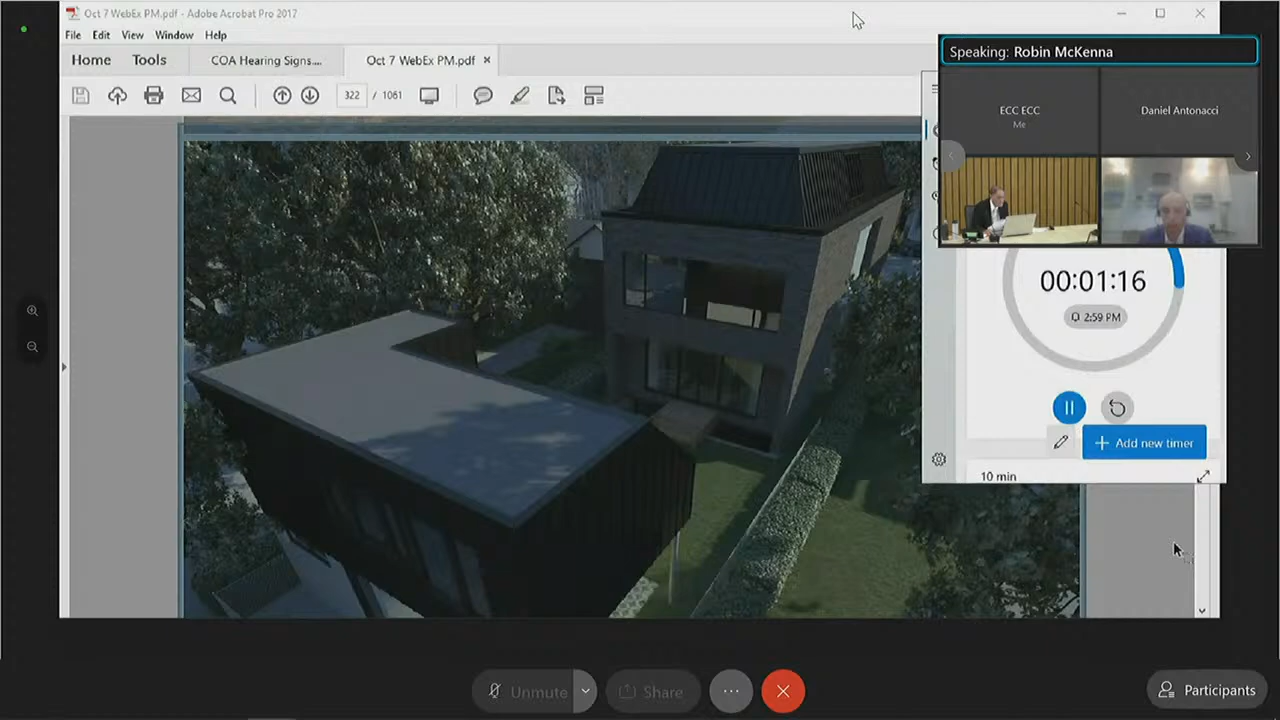 Oct 7 WebEx PM.pdf - Adobe Acrobat Pro 2017
File Edit View Window Help
Home Tools COA Hearing Signs.... Oct 7 WebEx PM.pdf
322 / 1061
Speaking: Robin McKenna
ECC ECC
Me
Daniel Antonacci
00:01:16
2:59 PM
Add new timer
10 min
Unmute
Share
Participants